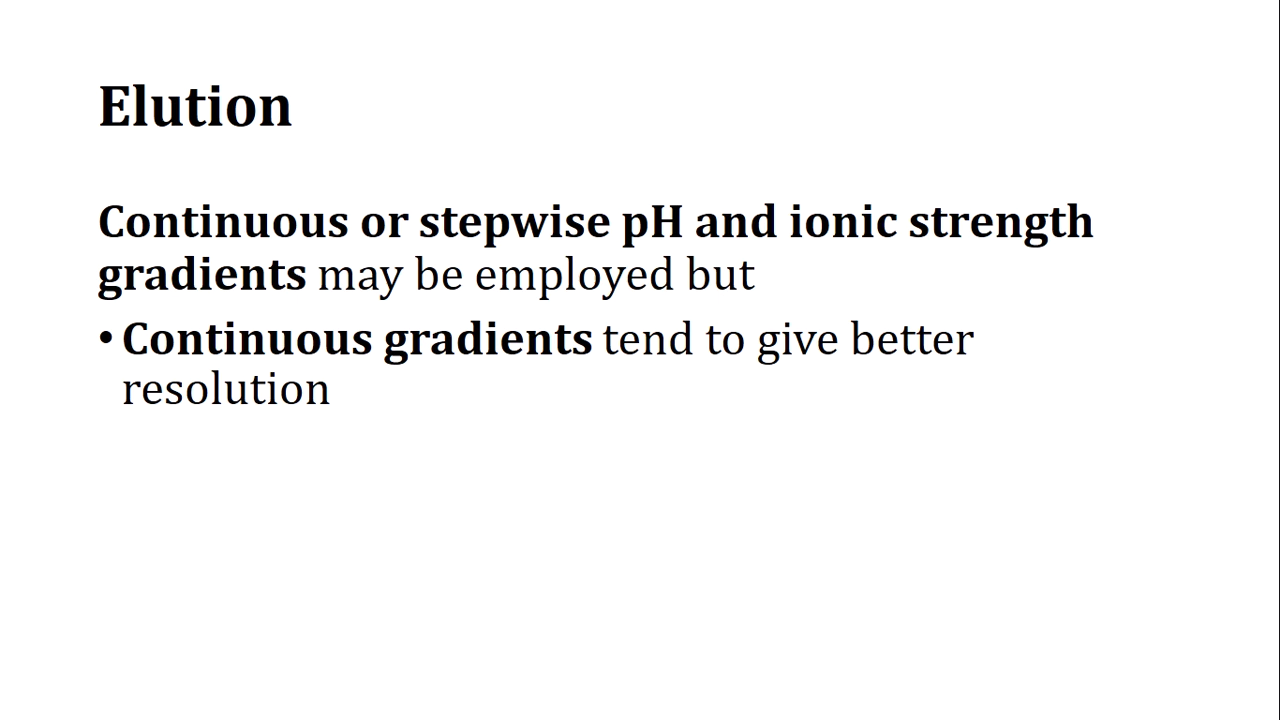 Elution
Continuous or stepwise pH and ionic strength
gradients may be employed but
• Continuous gradients tend to give better
resolution